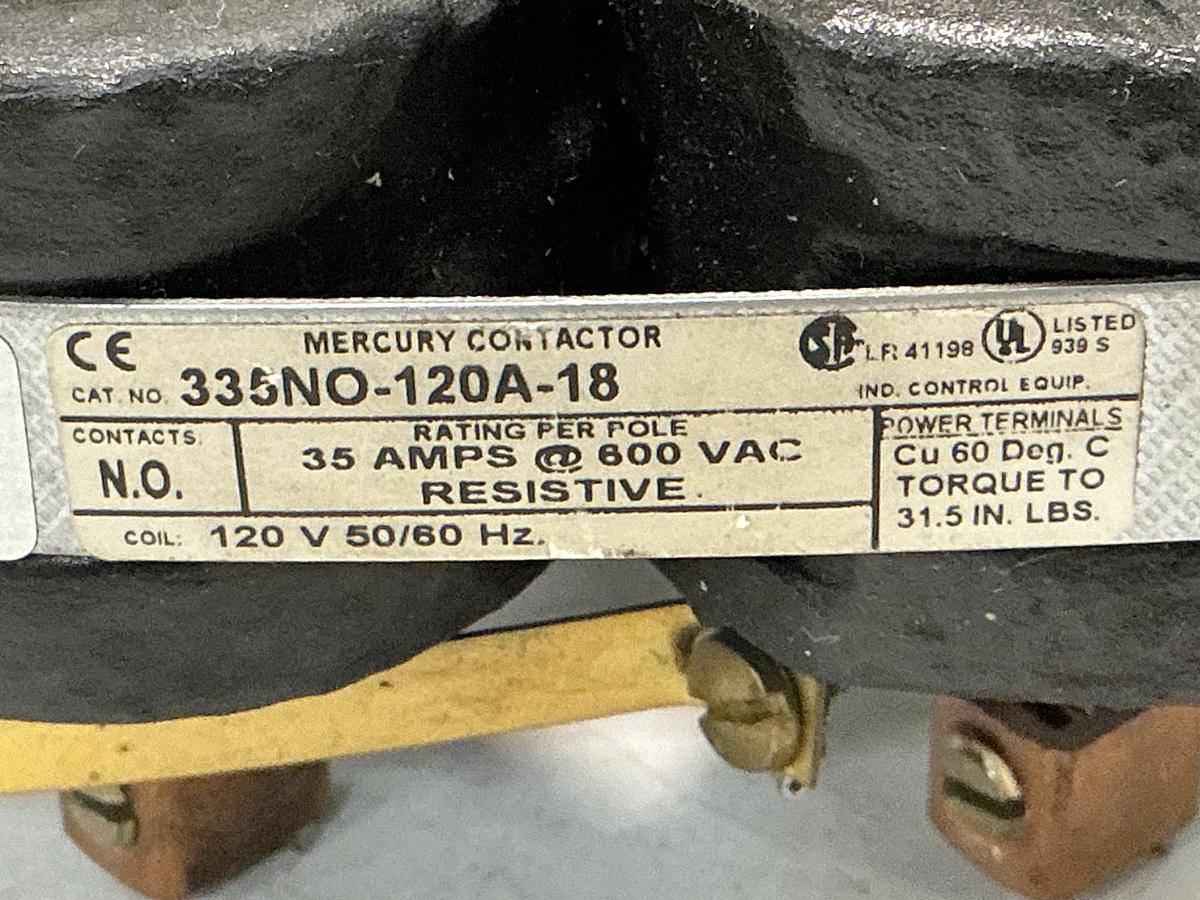 CE MERCURY CONTACTOR LR 41198 UL LISTED 939 S
CAT. NO. 335NO-120A-18 IND. CONTROL EQUIP.
CONTACTS: RATING PER POLE POWER TERMINALS
N.O. 35 AMPS @ 600 VAC Cu 60 Deg. C
RESISTIVE. TORQUE TO
COIL: 120 V 50/60 Hz. 31.5 IN. LBS.